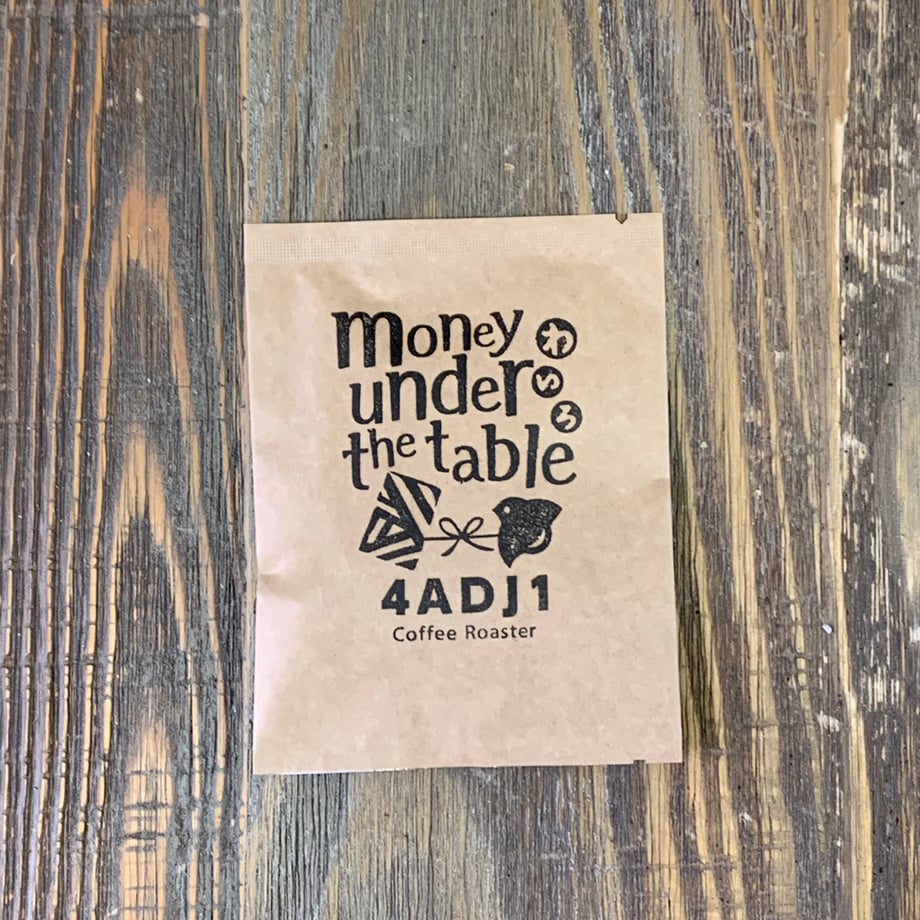 money
under
the table
わ
い
ろ
4ADJ1
Coffee Roaster